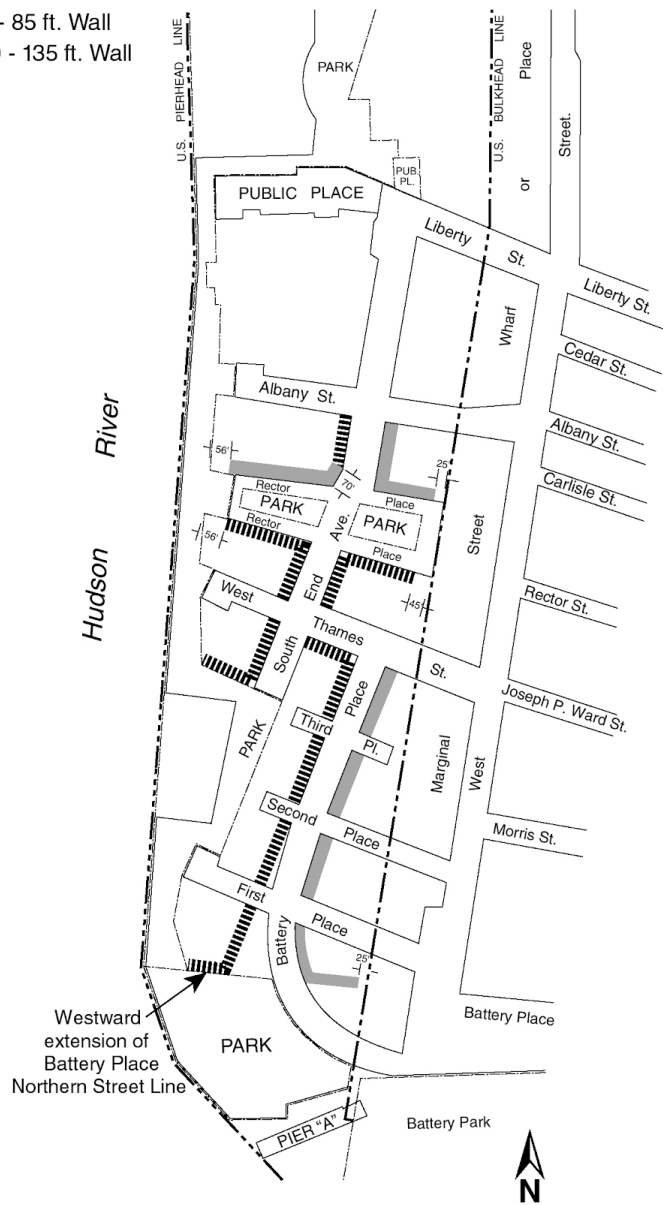 - 85 ft. Wall
- 135 ft. Wall
U.S. PIERHEAD LINE
PARK
U.S. BULKHEAD LINE
Place
or
Street.
PUB.
PL.
PUBLIC PLACE
Liberty
St.
Liberty St.
Wharf
Cedar St.
Albany St.
Albany St.
Carlisle St.
Hudson River
56'
25'
70'
Rector
Place
PARK
PARK
Rector
Place
Ave.
Street
56'
45'
End
West
Thames
St.
South
Rector St.
Joseph P. Ward St.
Place
Third
Pl.
PARK
Marginal
West
Second
Place
Morris St.
First
Place
Battery
25'
Westward
extension of
Battery Place
Northern Street Line
PARK
Battery Place
PIER "A"
Battery Park
N